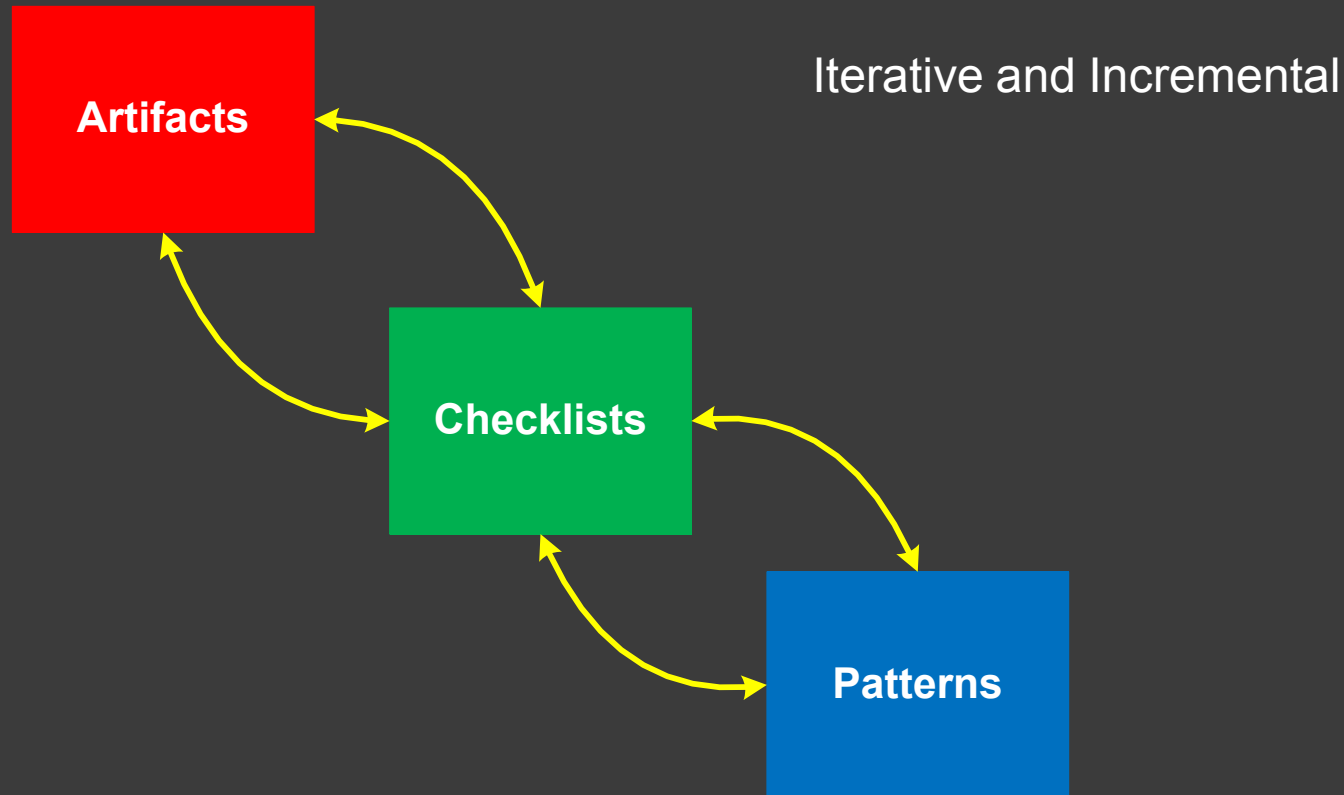 Iterative and Incremental
Artifacts
Checklists
Patterns